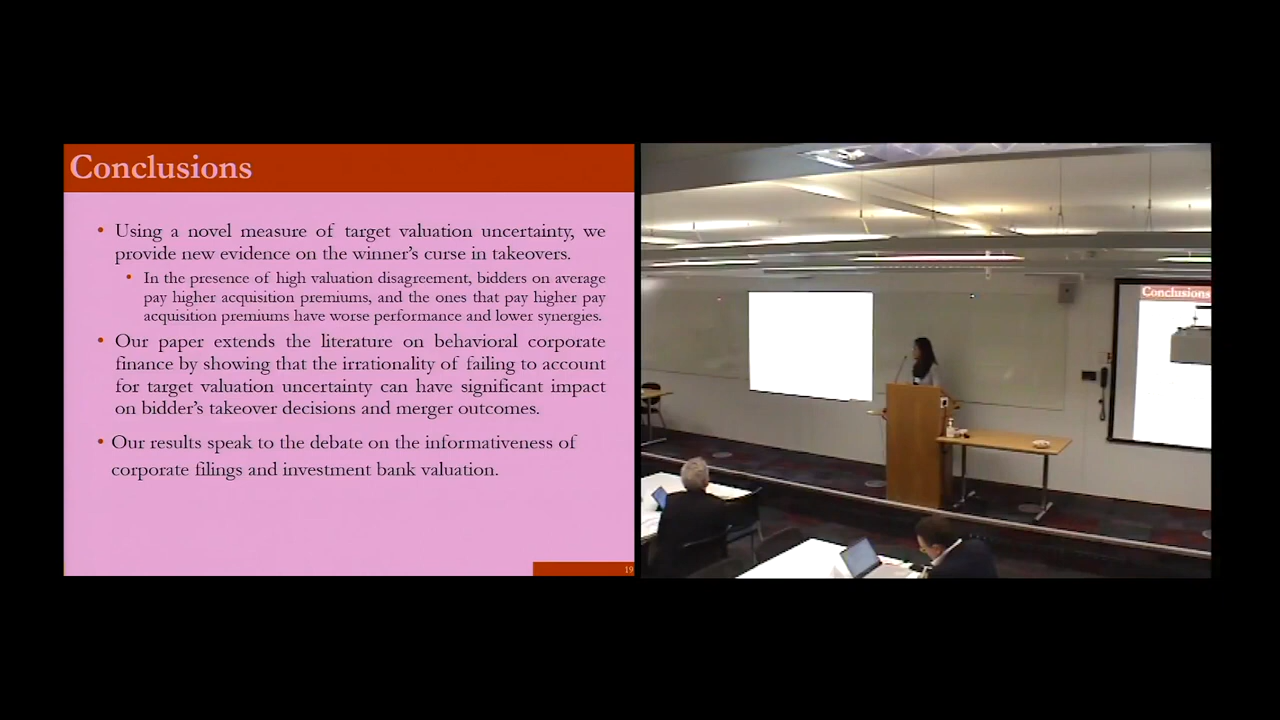 Conclusions
• Using a novel measure of target valuation uncertainty, we
provide new evidence on the winner's curse in takeovers.
• In the presence of high valuation disagreement, bidders on average
pay higher acquisition premiums, and the ones that pay higher pay
acquisition premiums have worse performance and lower synergies.
• Our paper extends the literature on behavioral corporate
finance by showing that the irrationality of failing to account
for target valuation uncertainty can have significant impact
on bidder's takeover decisions and merger outcomes.
• Our results speak to the debate on the informativeness of
corporate filings and investment bank valuation.
19
Conclusions